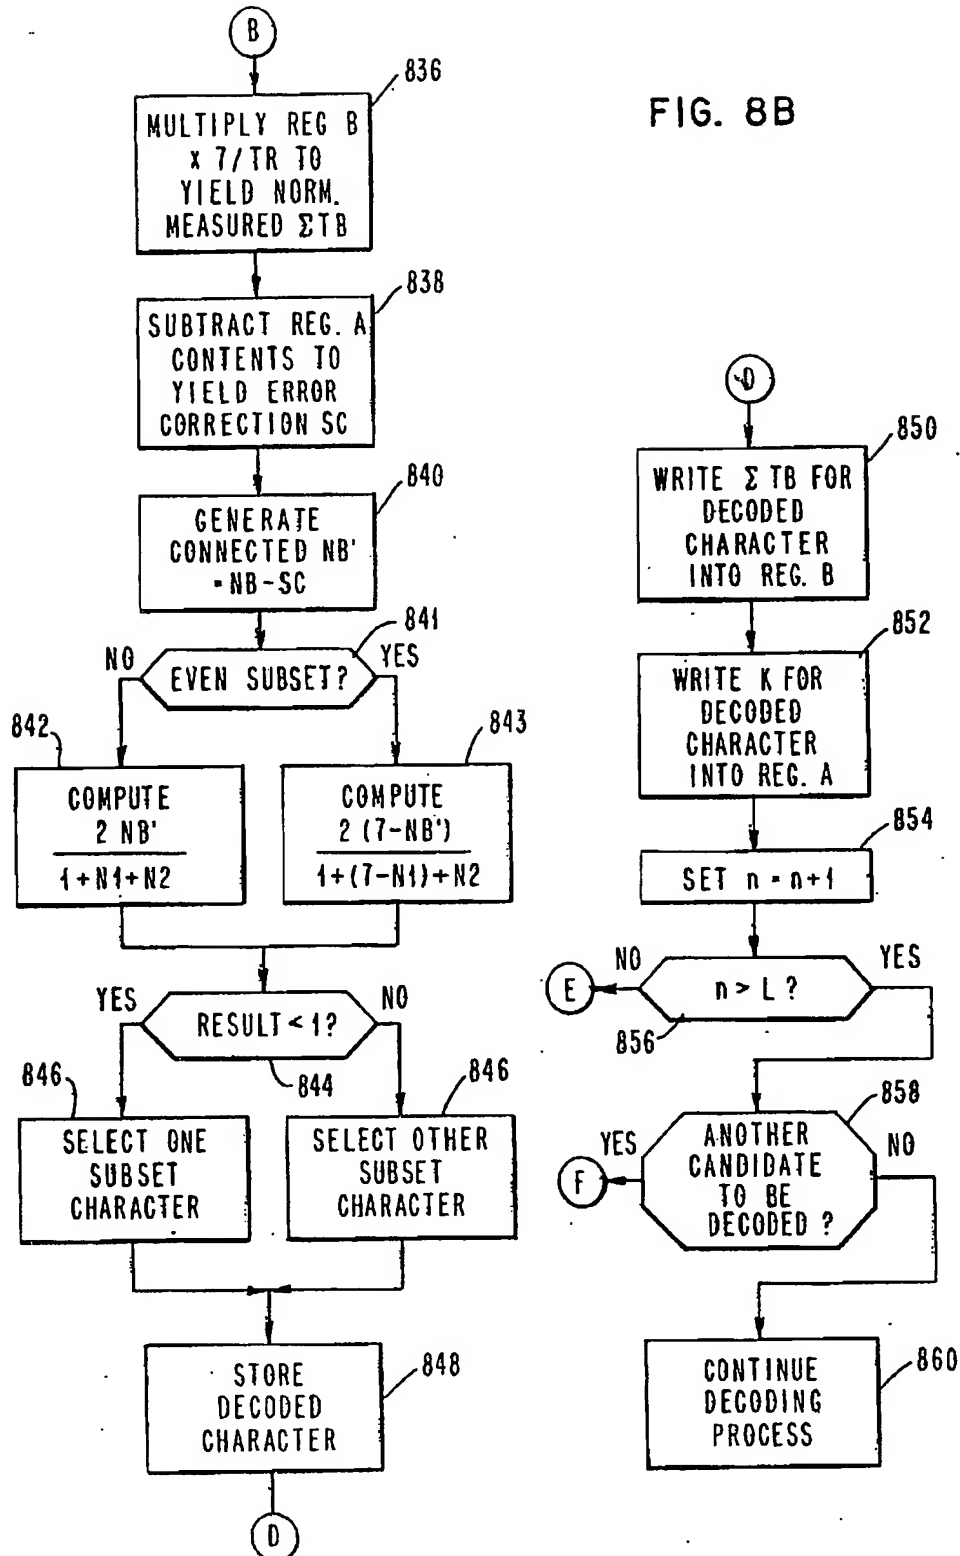 B
836
FIG. 8B
MULTIPLY REG B
x 7/TR TO
YIELD NORM.
MEASURED ΣTB
838
SUBTRACT REG. A
CONTENTS TO
YIELD ERROR
CORRECTION SC
840
GENERATE
CONNECTED NB'
=NB-SC
841
NO
YES
EVEN SUBSET?
842
COMPUTE
2 NB'
1+N1+N2
843
COMPUTE
2 (7-NB')
1+(7-N1)+N2
YES
NO
RESULT < 1?
844
846
SELECT ONE
SUBSET
CHARACTER
846
SELECT OTHER
SUBSET
CHARACTER
848
STORE
DECODED
CHARACTER
D
D
850
WRITE Σ TB FOR
DECODED
CHARACTER
INTO REG. B
852
WRITE K FOR
DECODED
CHARACTER
INTO REG. A
854
SET n = n+1
NO
YES
E
n > L ?
856
858
YES
NO
F
ANOTHER
CANDIDATE
TO BE
DECODED ?
860
CONTINUE
DECODING
PROCESS